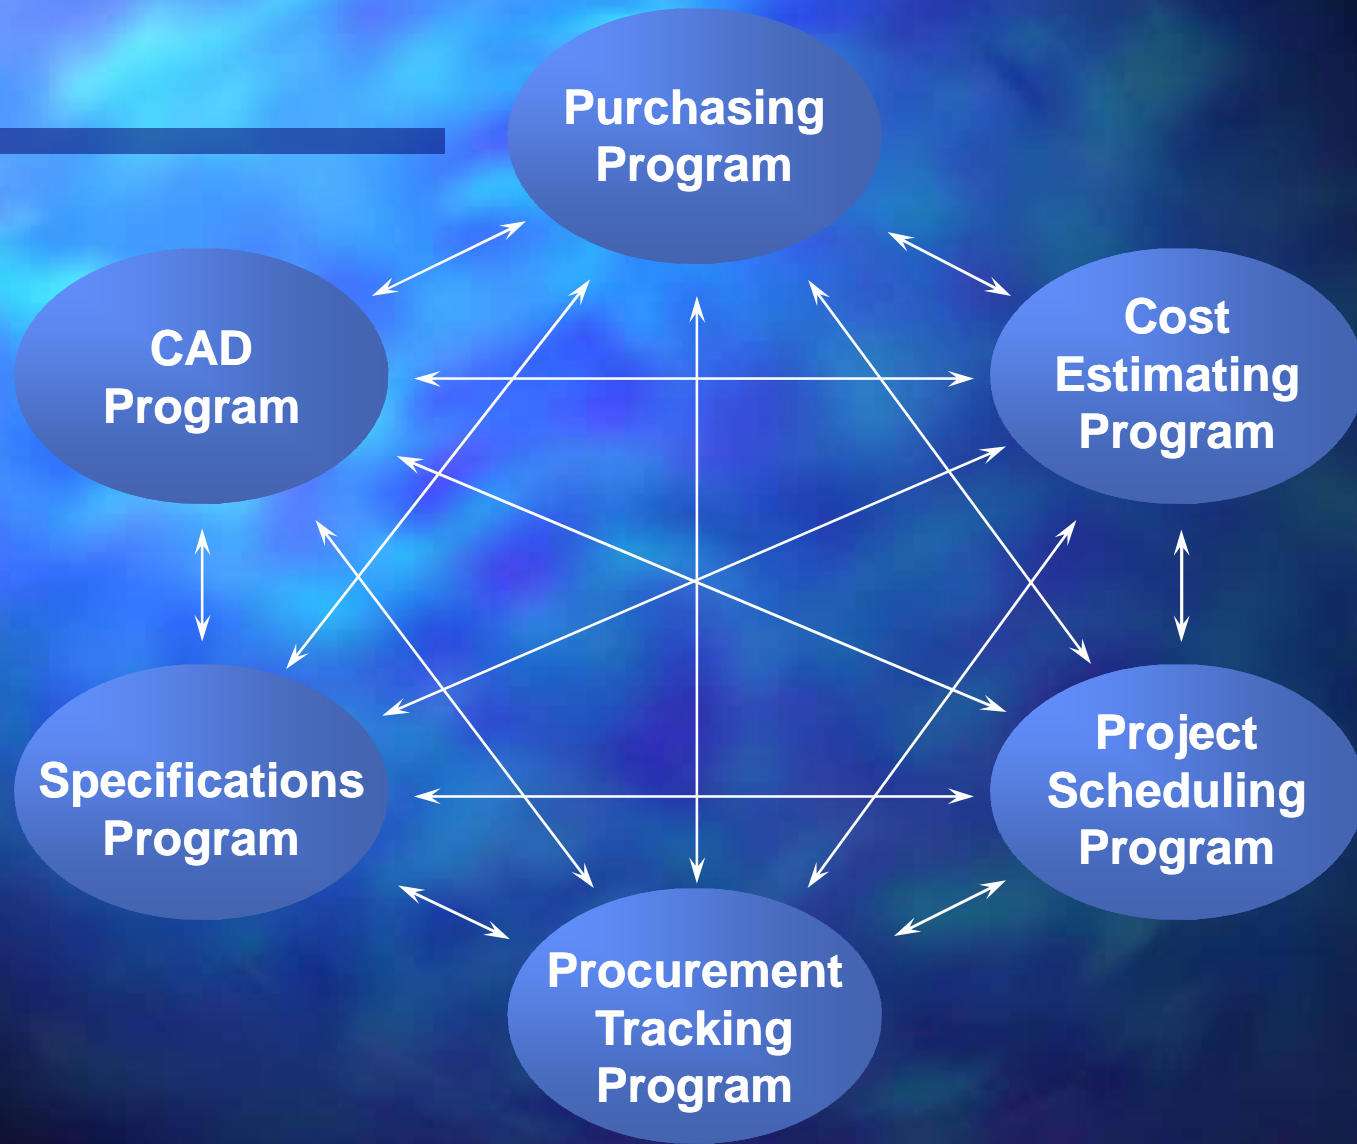 Purchasing
Program
CAD
Program
Cost
Estimating
Program
Specifications
Program
Project
Scheduling
Program
Procurement
Tracking
Program